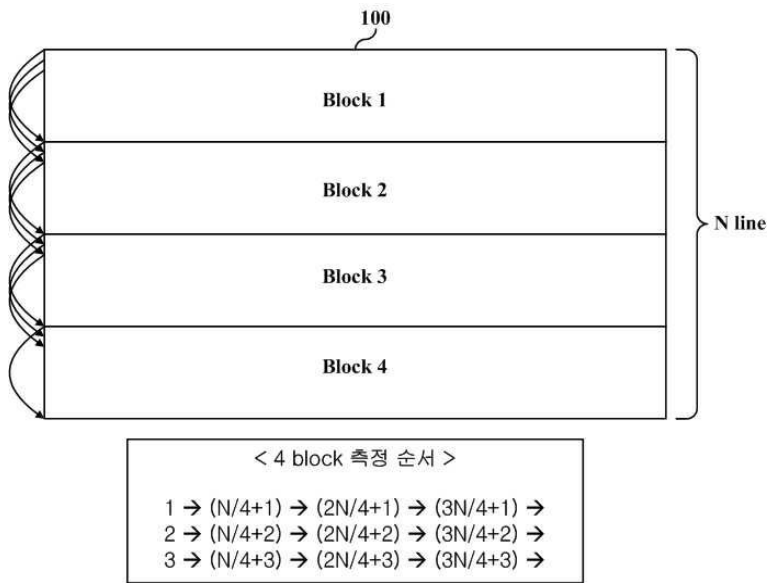 100
Block 1
Block 2
Block 3
Block 4
N line
< 4 block 측정 순서 >
1 → (N/4+1) → (2N/4+1) → (3N/4+1) →
2 → (N/4+2) → (2N/4+2) → (3N/4+2) →
3 → (N/4+3) → (2N/4+3) → (3N/4+3) →